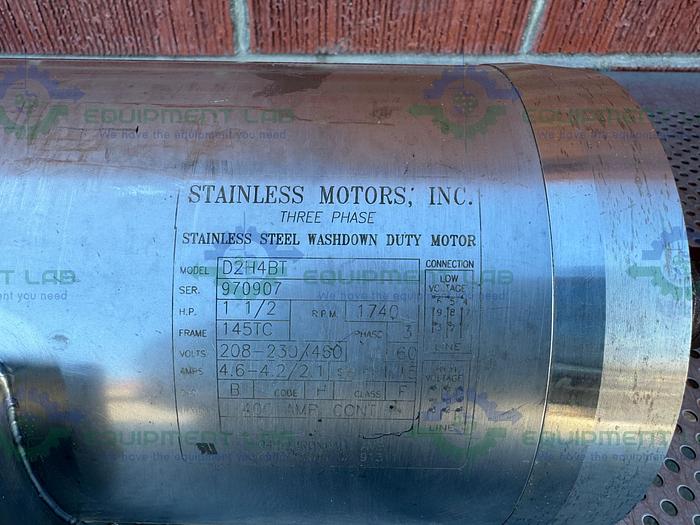 EQUIPMENT LAB
We have the equipment you need
STAINLESS MOTORS, INC.
THREE PHASE
STAINLESS STEEL WASHDOWN DUTY MOTOR
MODEL D2H4BT CONNECTION
SER. 970907 LOW VOLTAGE
H.P. 1 1/2 R.P.M. 1740
FRAME 145TC PHASE 3 LINE
VOLTS 208-230/460 60
AMPS 4.6-4.2/2.1 VOLTAGE
B CODE H CLASS F
40C AMB. CONT LINE